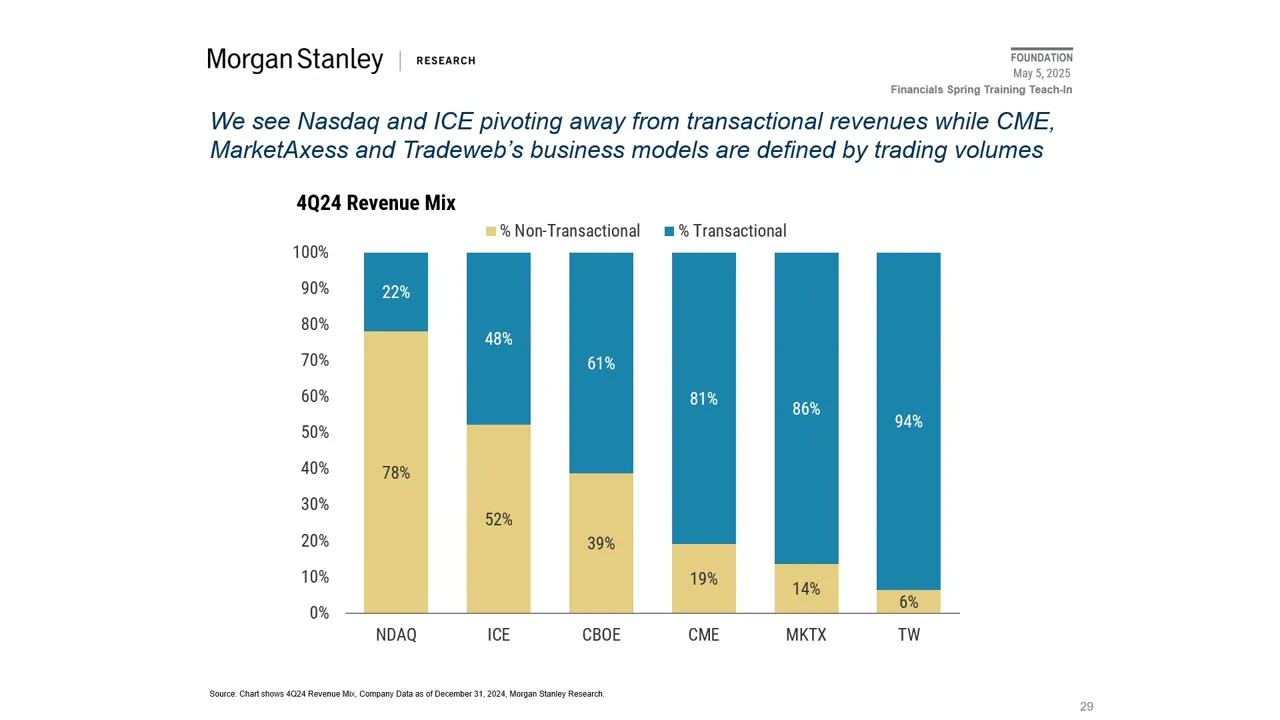 Morgan Stanley | RESEARCH
FOUNDATION
May 5, 2025
Financials Spring Training Teach-In
We see Nasdaq and ICE pivoting away from transactional revenues while CME,
MarketAxess and Tradeweb's business models are defined by trading volumes
4Q24 Revenue Mix
% Non-Transactional % Transactional
100%
90%
80%
70%
60%
50%
40%
30%
20%
10%
0%
22%
78%
48%
52%
61%
39%
81%
19%
86%
14%
94%
6%
NDAQ ICE CBOE CME MKTX TW
Source: Chart shows 4Q24 Revenue Mix, Company Data as of December 31, 2024, Morgan Stanley Research.
29